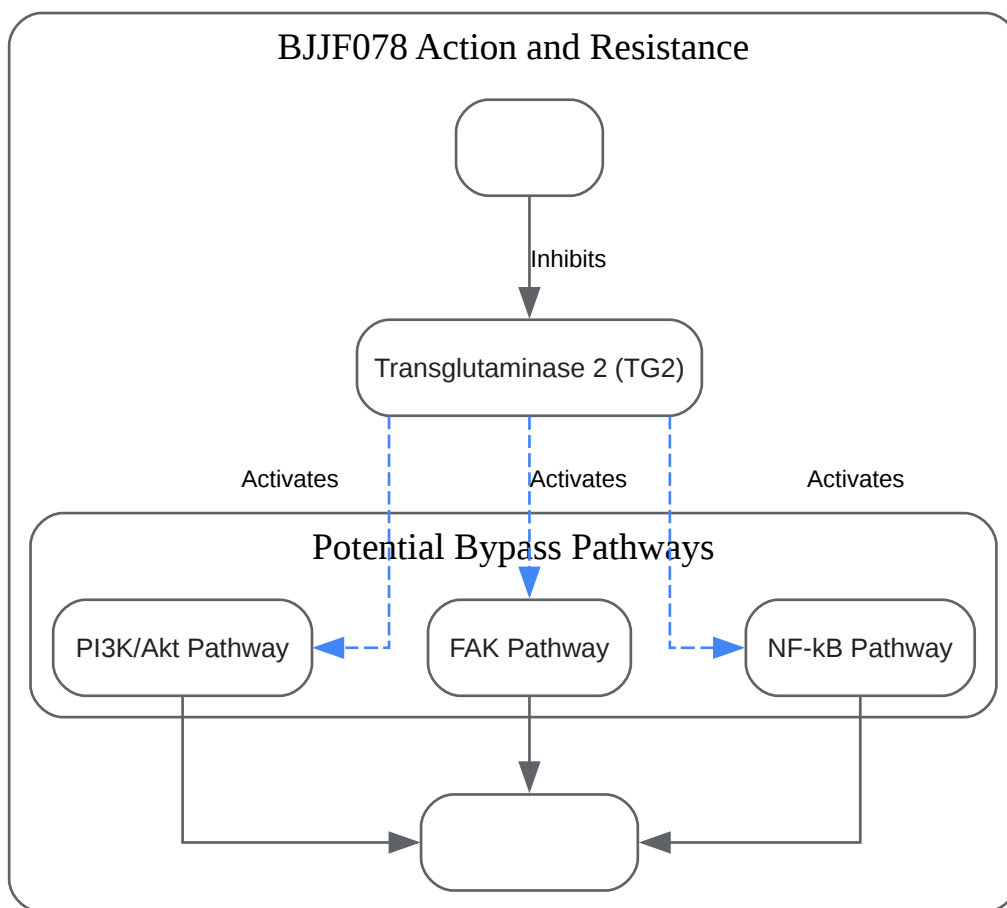 BJJF078 Action and Resistance
Inhibits
Transglutaminase 2 (TG2)
Activates
Activates
Activates
Potential Bypass Pathways
PI3K/Akt Pathway
FAK Pathway
NF-kB Pathway